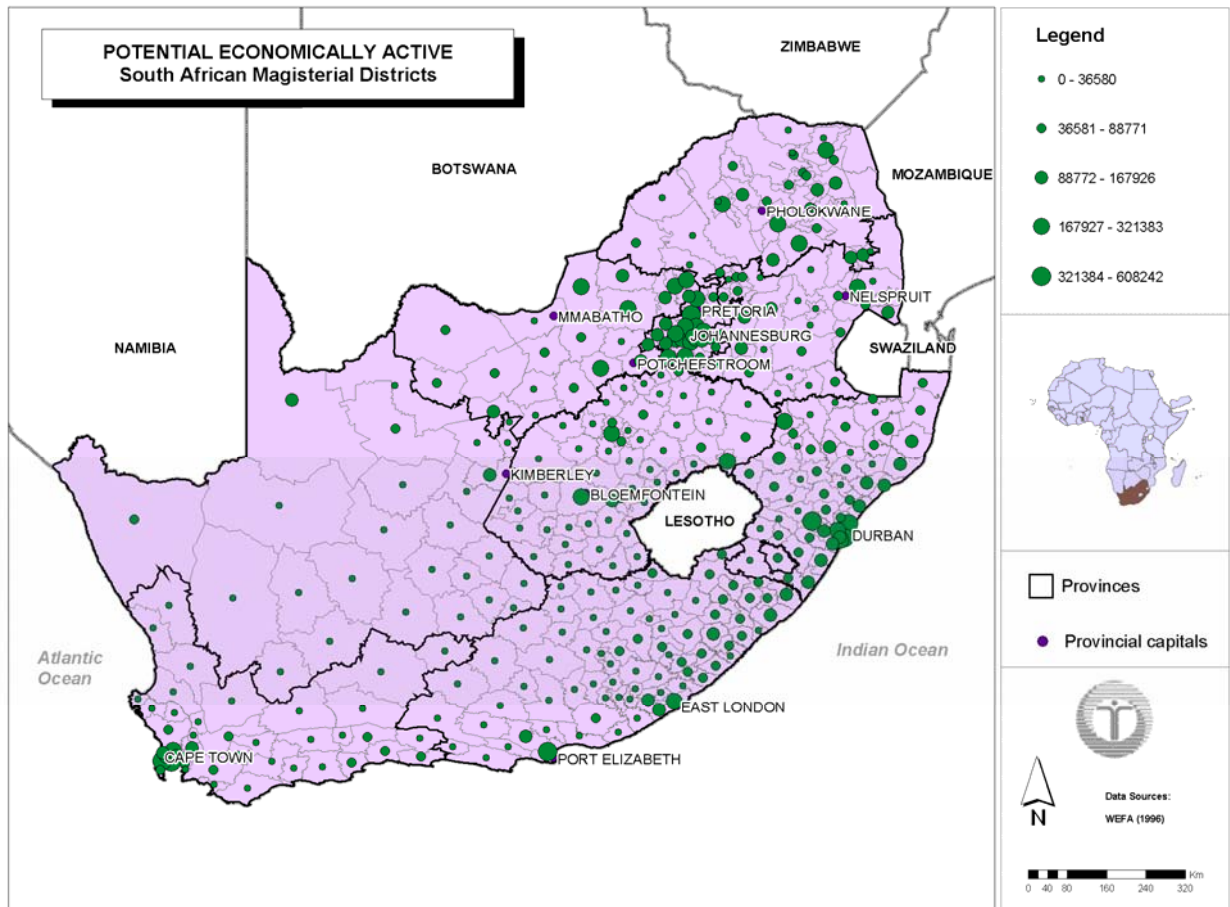 POTENTIAL ECONOMICALLY ACTIVE
South African Magisterial Districts
ZIMBABWE
BOTSWANA
MOZAMBIQUE
PHOLOKWANE
NELSPRUIT
MMABATHO
PRETORIA
JOHANNESBURG
NAMIBIA
SWAZILAND
POTCHEFSTROOM
KIMBERLEY
BLOEMFONTEIN
LESOTHO
DURBAN
Atlantic
Ocean
Indian Ocean
EAST LONDON
CAPE TOWN
PORT ELIZABETH
Legend
0 - 36580
36581 - 88771
88772 - 167926
167927 - 321383
321384 - 608242
Provinces
Provincial capitals
N
Data Sources:
WEFA (1996)
Km
0 40 80 160 240 320